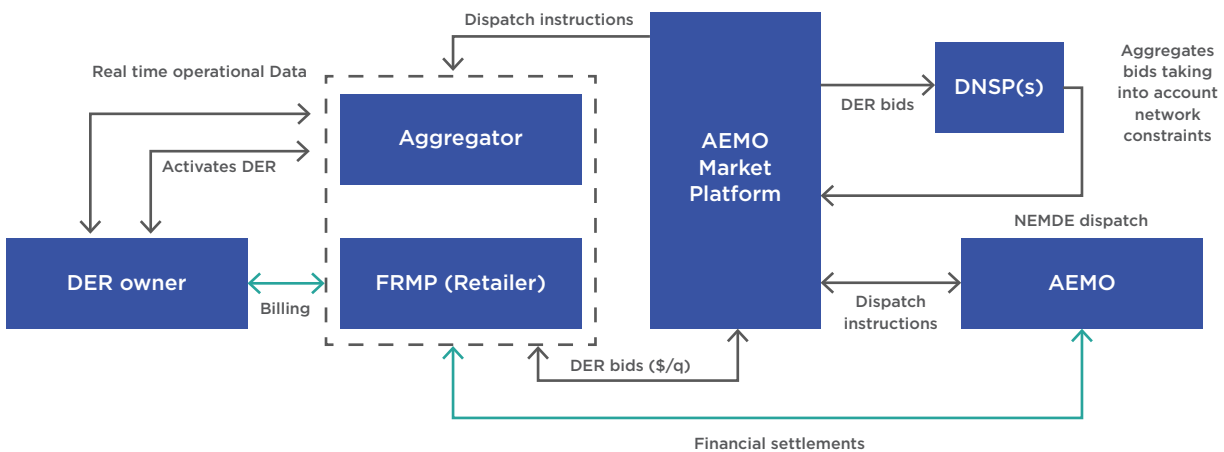 Dispatch instructions
Real time operational Data
Aggregator
Activates DER
DER owner
Billing
FRMP (Retailer)
AEMO
Market
Platform
DER bids
DNSP(s)
Aggregates
bids taking
into account
network
constraints
NEMDE dispatch
AEMO
Dispatch
instructions
DER bids ($/q)
Financial settlements